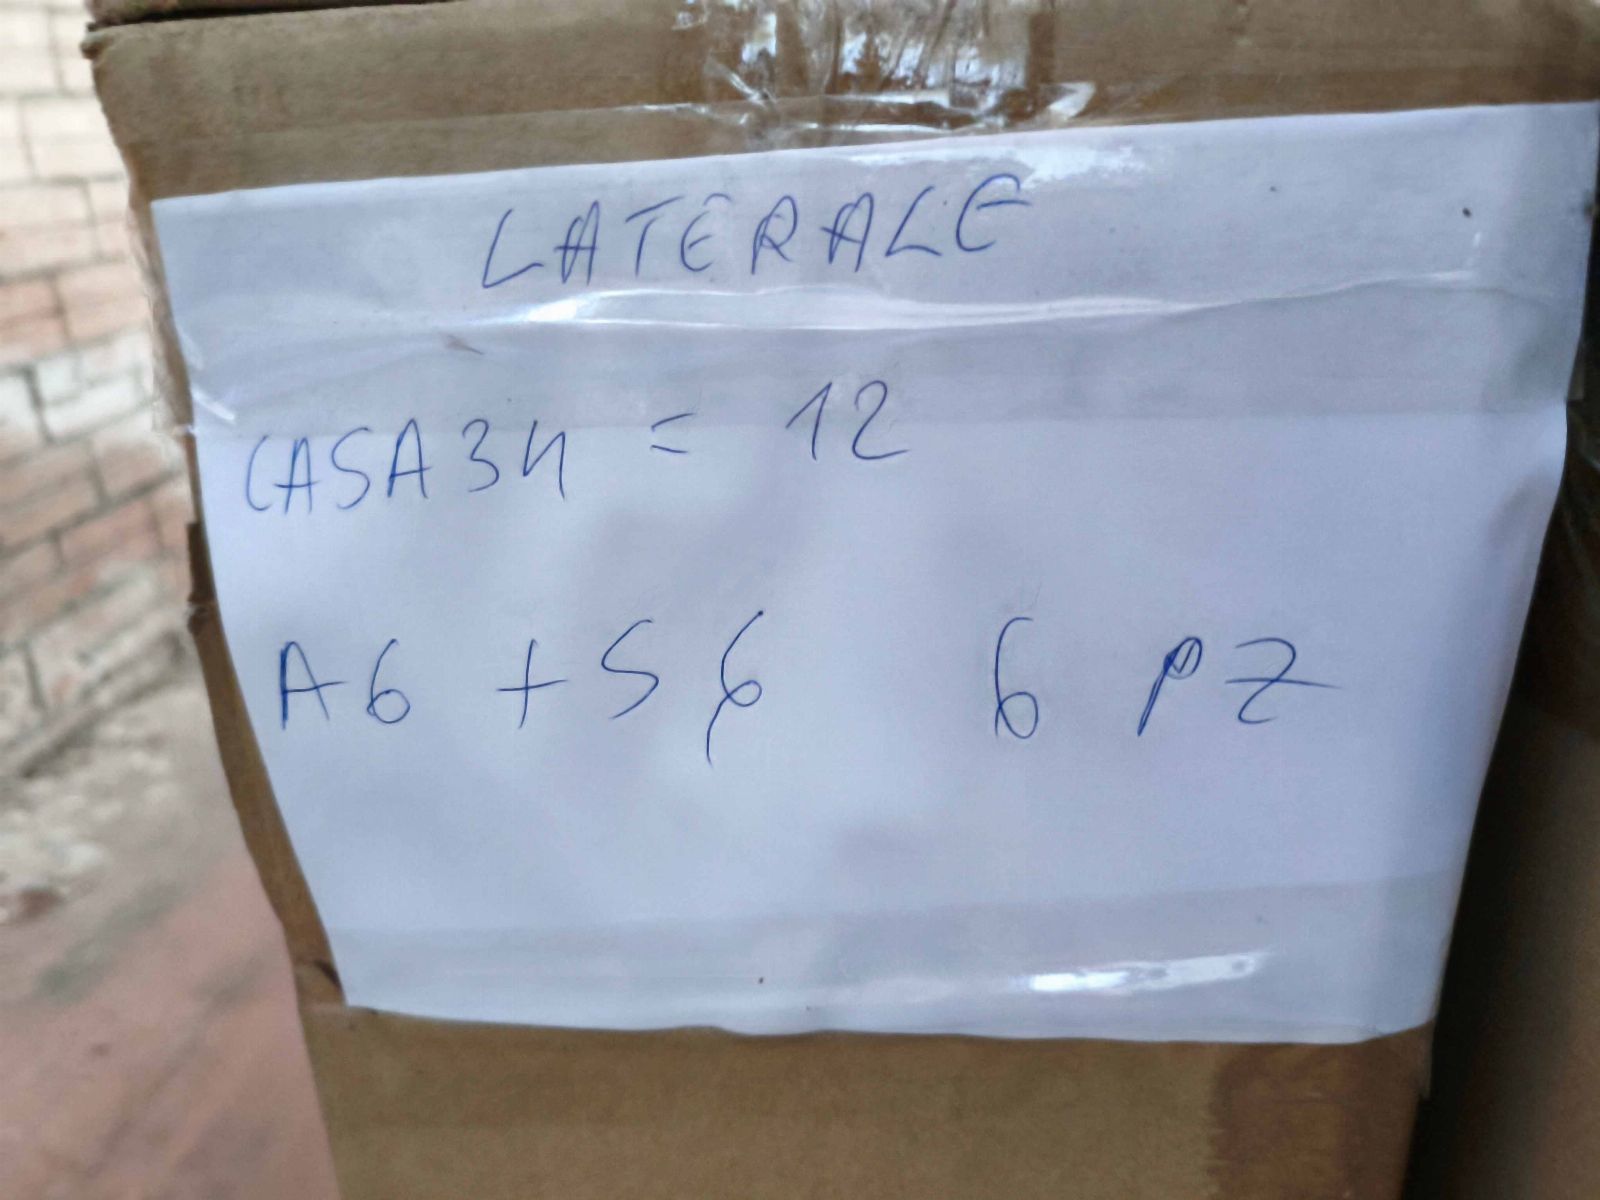 LATERALE
CASA34 = 12
A6 + S6 6 PZ